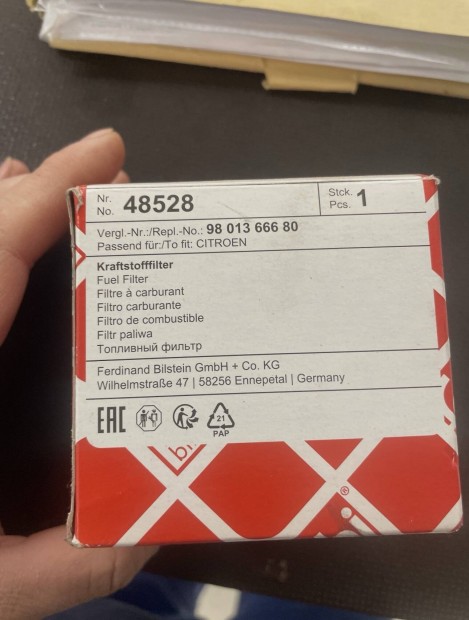 Nr. No. 48528 Stck. Pcs. 1
Vergl.-Nr.:/Repl.-No.: 98 013 666 80
Passend für:/To fit: CITROEN
Kraftstofffilter
Fuel Filter
Filtre à carburant
Filtro carburante
Filtro de combustible
Filtr paliwa
Топливный фильтр
Ferdinand Bilstein GmbH + Co. KG
Wilhelmstraße 47 | 58256 Ennepetal | Germany
EAC 21
PAP